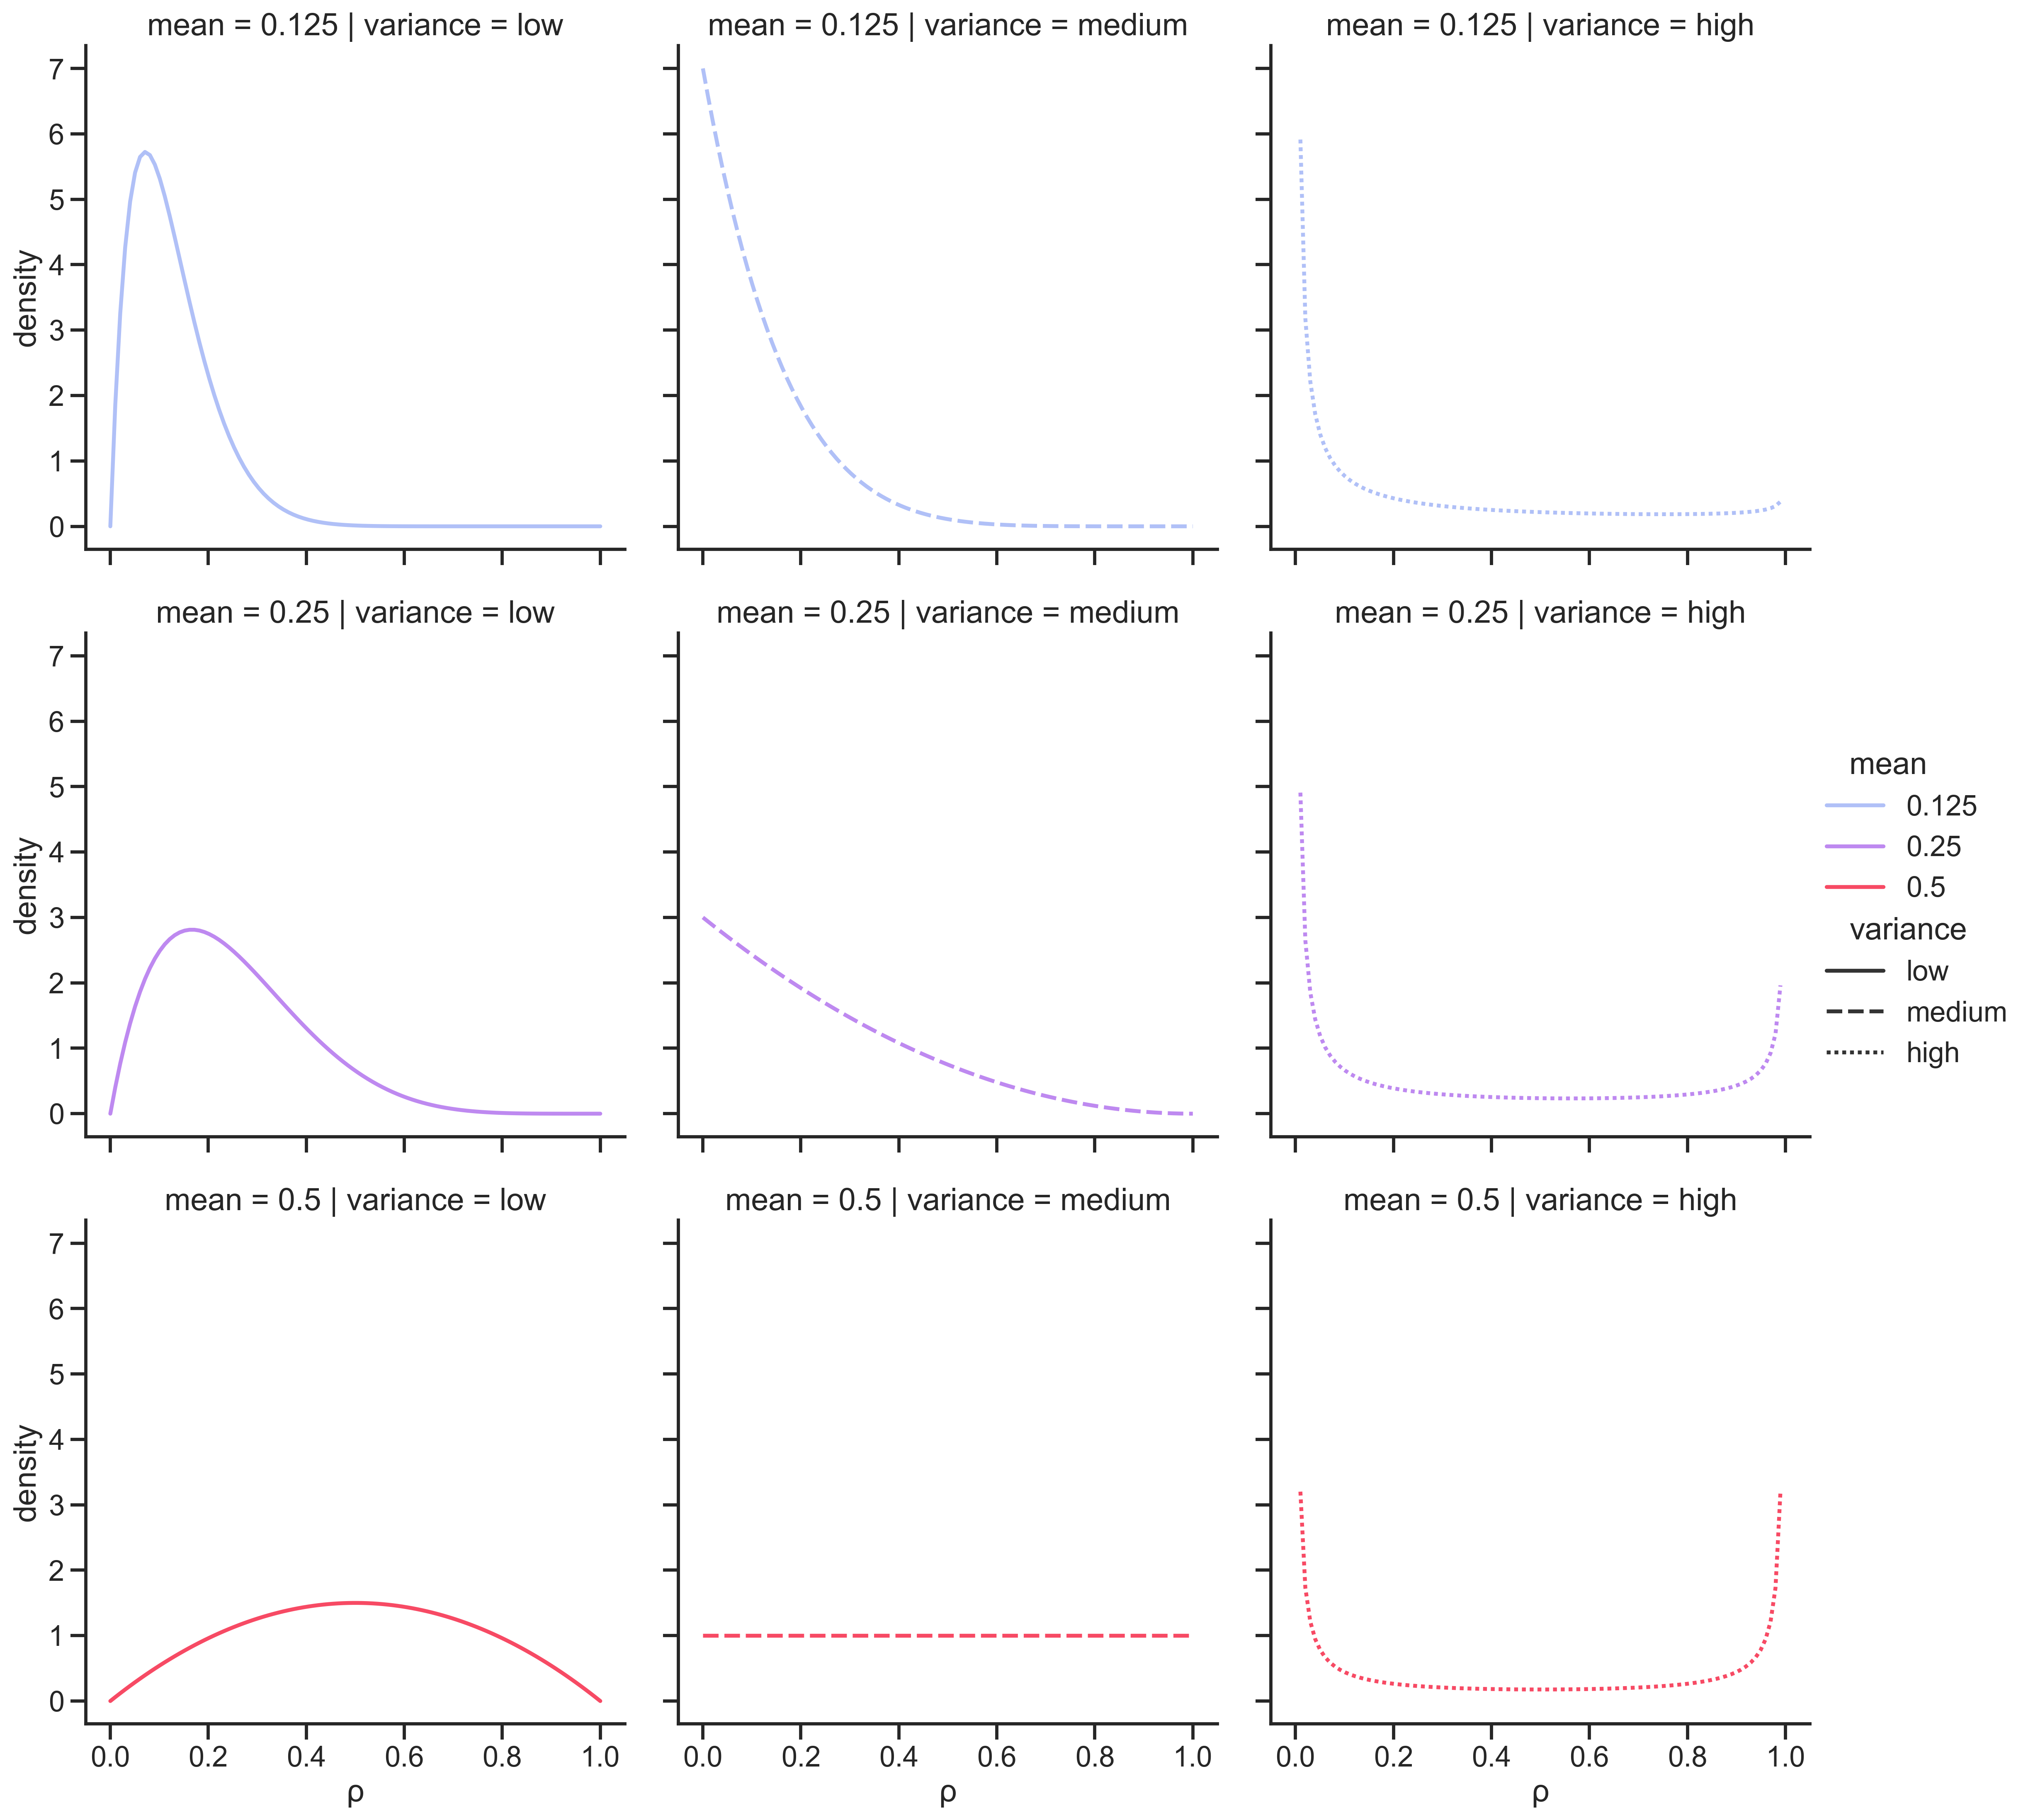 mean = 0.125 | variance = low
mean = 0.125 | variance = medium
mean = 0.125 | variance = high
7
6
5
4
3
2
1
0
density
mean = 0.25 | variance = low
mean = 0.25 | variance = medium
mean = 0.25 | variance = high
7
6
5
4
3
2
1
0
density
mean
0.125
0.25
0.5
variance
low
medium
high
mean = 0.5 | variance = low
mean = 0.5 | variance = medium
mean = 0.5 | variance = high
7
6
5
4
3
2
1
0
density
0.0 0.2 0.4 0.6 0.8 1.0
ρ
0.0 0.2 0.4 0.6 0.8 1.0
ρ
0.0 0.2 0.4 0.6 0.8 1.0
ρ